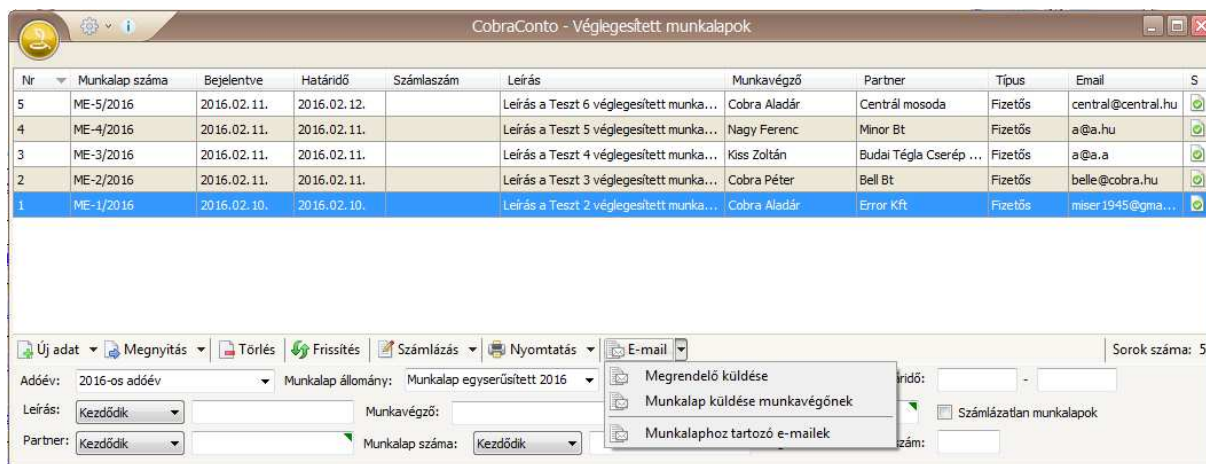 CobraConto - Véglegesített munkalapok
Nr Munkalap száma Bejelentve Határidő Számlaszám Leírás Munkavégző Partner Típus Email S
5 ME-5/2016 2016.02.11. 2016.02.12. Leírás a Teszt 6 véglegesített munka... Cobra Aladár Centrál mosoda Fizetős central@central.hu
4 ME-4/2016 2016.02.11. 2016.02.11. Leírás a Teszt 5 véglegesített munka... Nagy Ferenc Minor Bt Fizetős a@a.hu
3 ME-3/2016 2016.02.11. 2016.02.11. Leírás a Teszt 4 véglegesített munka... Kiss Zoltán Budai Tégla Cserép ... Fizetős a@a.a
2 ME-2/2016 2016.02.11. 2016.02.11. Leírás a Teszt 3 véglegesített munka... Cobra Péter Bell Bt Fizetős belle@cobra.hu
1 ME-1/2016 2016.02.10. 2016.02.10. Leírás a Teszt 2 véglegesített munka... Cobra Aladár Error Kft Fizetős miser1945@gma...
Új adat Megnyitás Törlés Frissítés Számlázás Nyomtatás E-mail Sorok száma: 5
Adóév: 2016-os adóév Munkalap állomány: Munkalap egyserűsített 2016 Megrendelő küldése áridő: -
Leírás: Kezdődik Munkavégző: Munkalap küldése munkavégőnek Számlázatlan munkalapok
Partner: Kezdődik Munkalap száma: Kezdődik Munkalaphoz tartozó e-mailek zám: